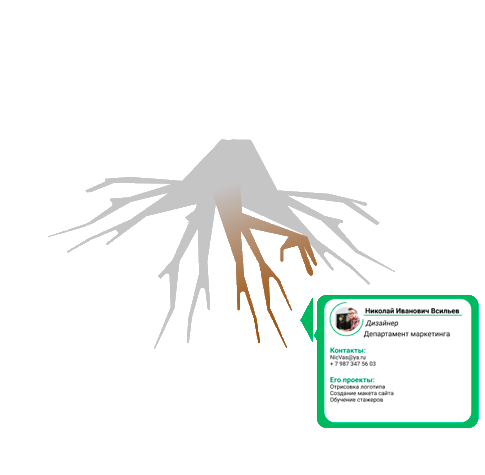 Николай Иванович Всильев
Дизайнер
Департамент маркетинга
Контакты:
NicVas@ya.ru
+ 7 987 347 56 03
Его проекты:
Отрисовка логотипа
Создание макета сайта
Обучение стажеров